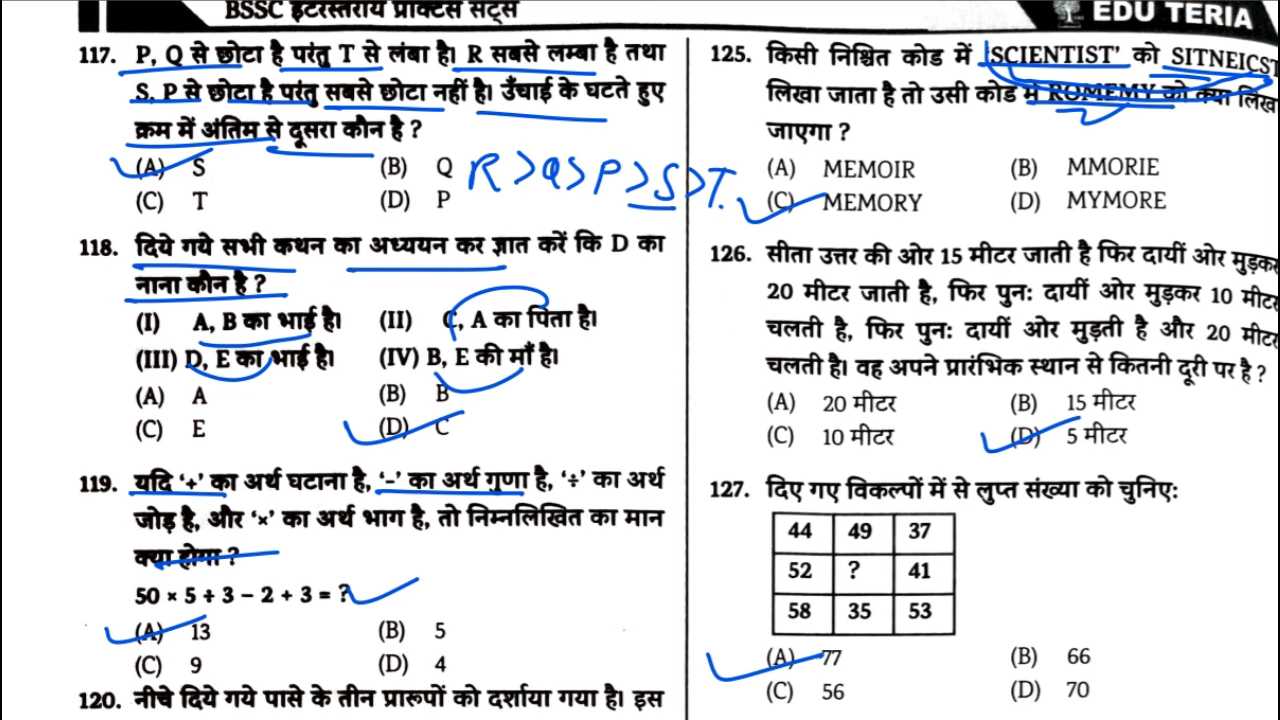 BSSC इंटरस्तरीय प्रैक्टिस सेट्स
EDU TERIA
117. P, Q से छोटा है परंतु T से लंबा है। R सबसे लम्बा है तथा
S, P से छोटा है परंतु सबसे छोटा नहीं है। उँचाई के घटते हुए
क्रम में अंतिम से दूसरा कौन है ?
(A) S (B) Q
(C) T (D) P
R > Q > P > S > T.
118. दिये गये सभी कथन का अध्ययन कर ज्ञात करें कि D का
नाना कौन है ?
(I) A, B का भाई है। (II) C, A का पिता है।
(III) D, E का भाई है। (IV) B, E की माँ है।
(A) A (B) B
(C) E (D) C
119. यदि ‘+’ का अर्थ घटाना है, ‘-’ का अर्थ गुणा है, ‘÷’ का अर्थ
जोड़ है, और ‘×’ का अर्थ भाग है, तो निम्नलिखित का मान
क्या होगा ?
50 × 5 + 3 − 2 + 3 = ?
(A) 13 (B) 5
(C) 9 (D) 4
120. नीचे दिये गये पासे के तीन प्रारूपों को दर्शाया गया है। इस
125. किसी निश्चित कोड में 'SCIENTIST' को SITNEICST
लिखा जाता है तो उसी कोड में ROMEMY को क्या लिखा
जाएगा ?
(A) MEMOIR (B) MMORIE
(C) MEMORY (D) MYMORE
126. सीता उत्तर की ओर 15 मीटर जाती है फिर दायीं ओर मुड़कर
20 मीटर जाती है, फिर पुन: दायीं ओर मुड़कर 10 मीटर
चलती है, फिर पुन: दायीं ओर मुड़ती है और 20 मीटर
चलती है। वह अपने प्रारंभिक स्थान से कितनी दूरी पर है ?
(A) 20 मीटर (B) 15 मीटर
(C) 10 मीटर (D) 5 मीटर
127. दिए गए विकल्पों में से लुप्त संख्या को चुनिए:
44 49 37
52 ? 41
58 35 53
(A) 77 (B) 66
(C) 56 (D) 70